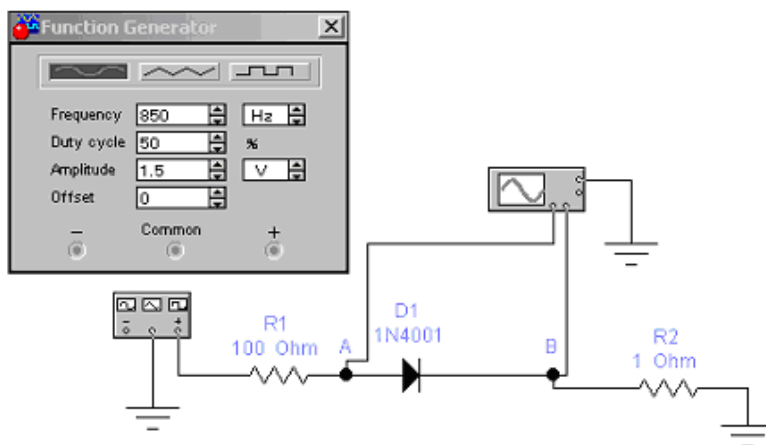 Function Generator
Frequency 850 Hz
Duty cycle 50 %
Amplitude 1.5 V
Offset 0
− Common +
− +
R1
100 Ohm
A
D1
1N4001
B
R2
1 Ohm